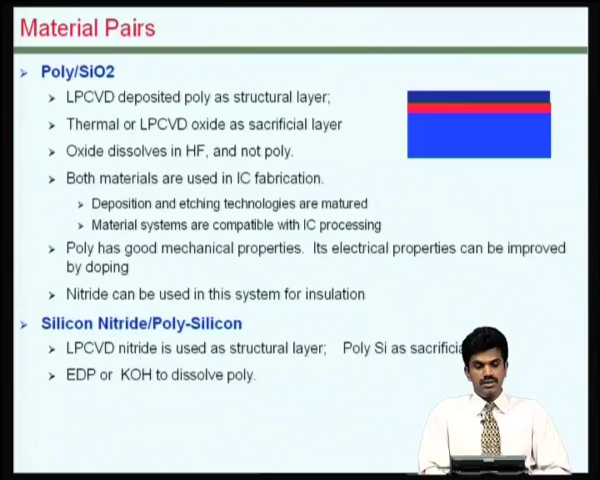 Material Pairs
Poly/SiO2
LPCVD deposited poly as structural layer;
Thermal or LPCVD oxide as sacrificial layer
Oxide dissolves in HF, and not poly.
Both materials are used in IC fabrication.
Deposition and etching technologies are matured
Material systems are compatible with IC processing
Poly has good mechanical properties. Its electrical properties can be improved
by doping
Nitride can be used in this system for insulation
Silicon Nitride/Poly-Silicon
LPCVD nitride is used as structural layer; Poly Si as sacrificia
EDP or KOH to dissolve poly.